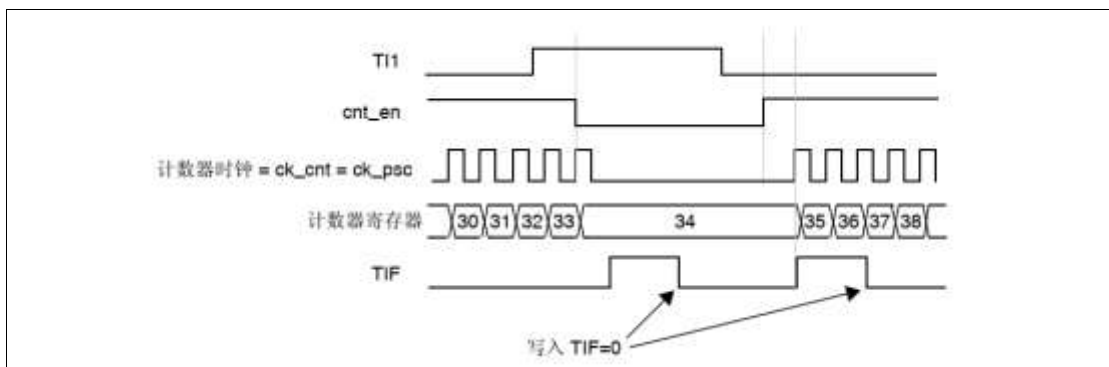 TI1
cnt_en
计数器时钟 = ck_cnt = ck_psc
计数器寄存器 30 31 32 33 34 35 36 37 38
TIF
写入 TIF=0